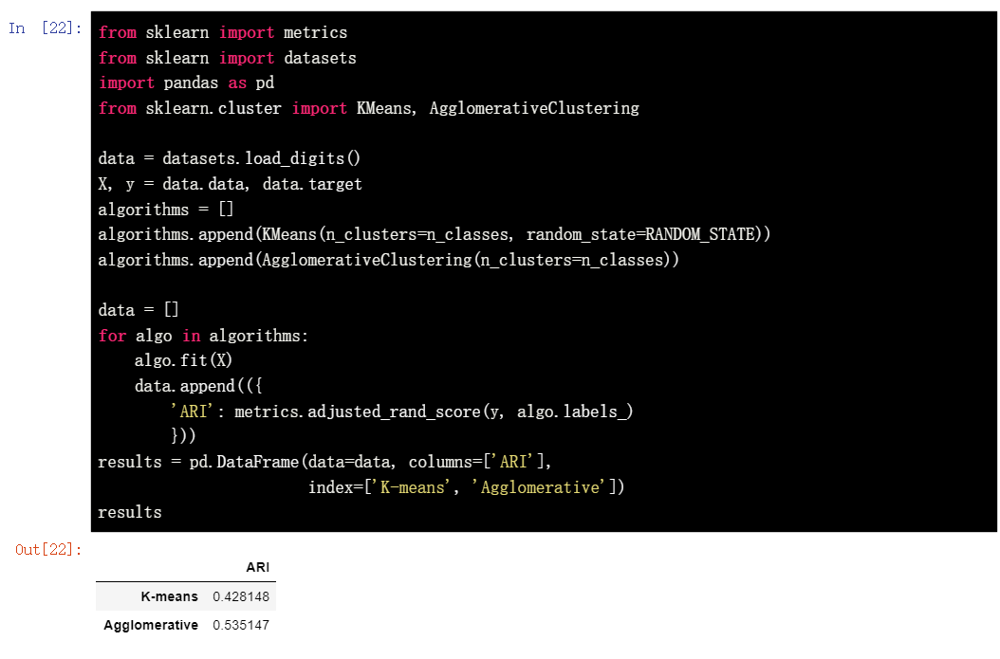 In [22]:
from sklearn import metrics
from sklearn import datasets
import pandas as pd
from sklearn.cluster import KMeans, AgglomerativeClustering
data = datasets.load_digits()
X, y = data.data, data.target
algorithms = []
algorithms.append(KMeans(n_clusters=n_classes, random_state=RANDOM_STATE))
algorithms.append(AgglomerativeClustering(n_clusters=n_classes))
data = []
for algo in algorithms:
    algo.fit(X)
    data.append(({
        'ARI': metrics.adjusted_rand_score(y, algo.labels_)
        }))
results = pd.DataFrame(data=data, columns=['ARI'],
                       index=['K-means', 'Agglomerative'])
results
Out[22]:
ARI
K-means 0.428148
Agglomerative 0.535147